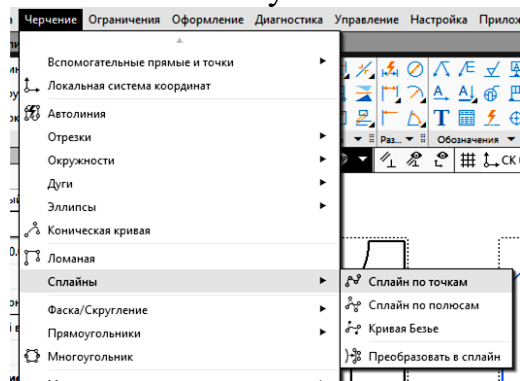 Черчение Ограничения Оформление Диагностика Управление Настройка Прилож
Вспомогательные прямые и точки
Локальная система координат
Автолиния
Отрезки
Окружности
Дуги
Эллипсы
Коническая кривая
Ломаная
Сплайны
Сплайн по точкам
Сплайн по полюсам
Кривая Безье
Преобразовать в сплайн
Фаска/Скругление
Прямоугольники
Многоугольник
Раз...
Обозначения
СК